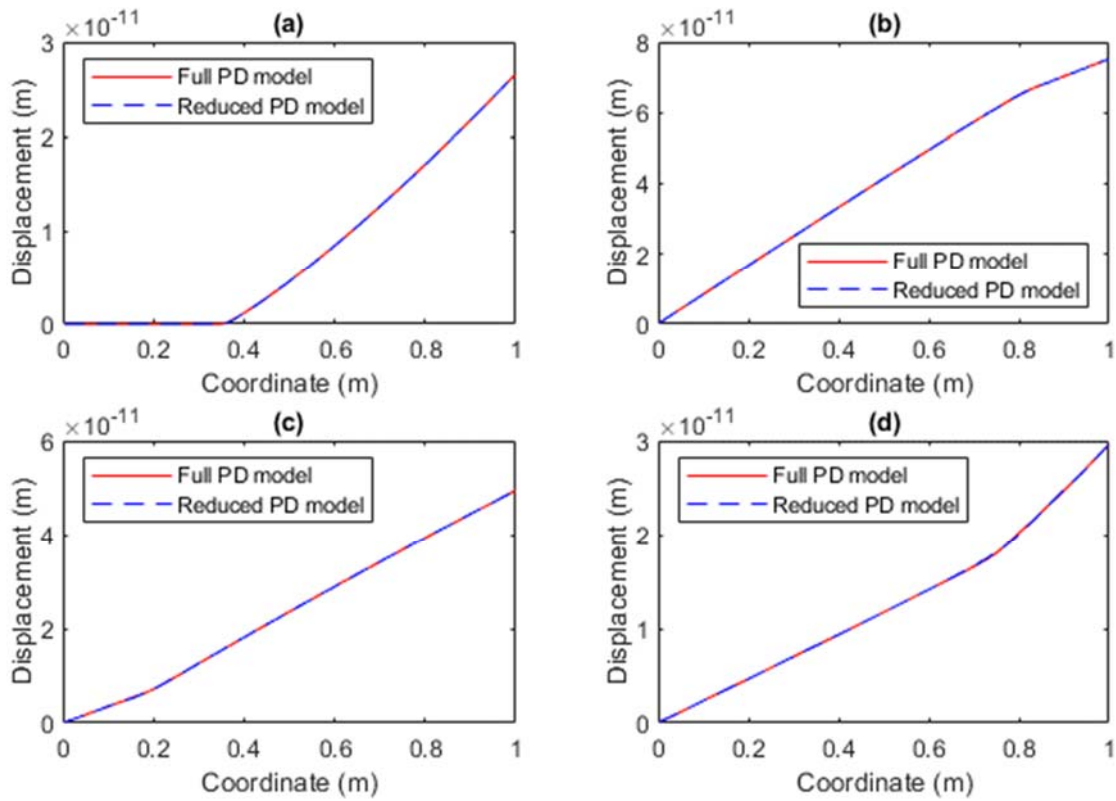 (a)
×10⁻¹¹
3
2
1
0
Displacement (m)
Full PD model
Reduced PD model
0 0.2 0.4 0.6 0.8 1
Coordinate (m)
(b)
×10⁻¹¹
8
6
4
2
0
Displacement (m)
Full PD model
Reduced PD model
0 0.2 0.4 0.6 0.8 1
Coordinate (m)
(c)
×10⁻¹¹
6
4
2
0
Displacement (m)
Full PD model
Reduced PD model
0 0.2 0.4 0.6 0.8 1
Coordinate (m)
(d)
×10⁻¹¹
3
2
1
0
Displacement (m)
Full PD model
Reduced PD model
0 0.2 0.4 0.6 0.8 1
Coordinate (m)